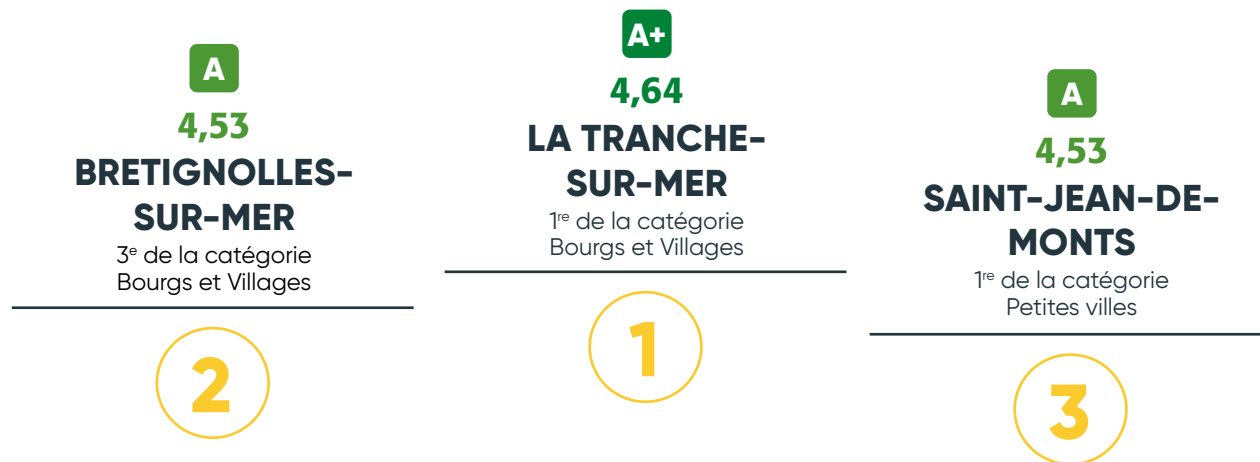 A
4,53
BRETIGNOLLES-
SUR-MER
3e de la catégorie
Bourgs et Villages
2
A+
4,64
LA TRANCHE-
SUR-MER
1re de la catégorie
Bourgs et Villages
1
A
4,53
SAINT-JEAN-DE-
MONTS
1re de la catégorie
Petites villes
3